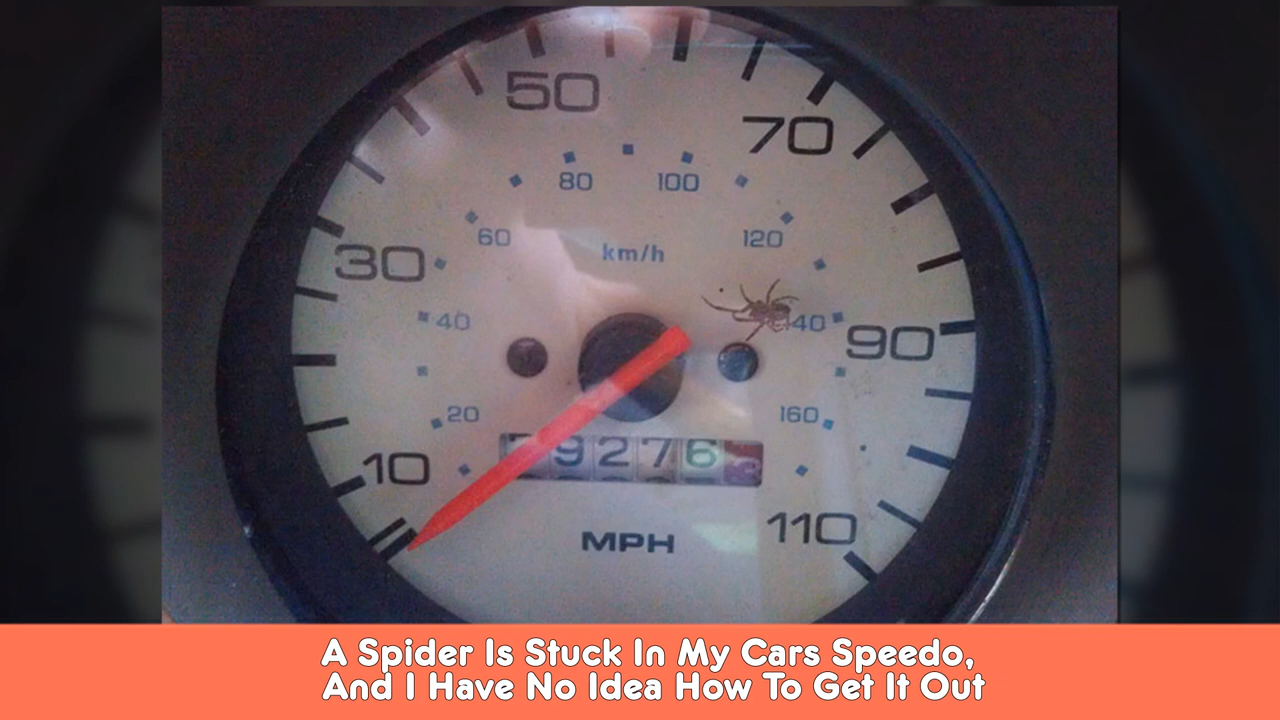 50
70
80 100
60 120
km/h
30
40 140
90
20 160
10
9276 3
110
MPH
A Spider Is Stuck In My Cars Speedo,
And I Have No Idea How To Get It Out